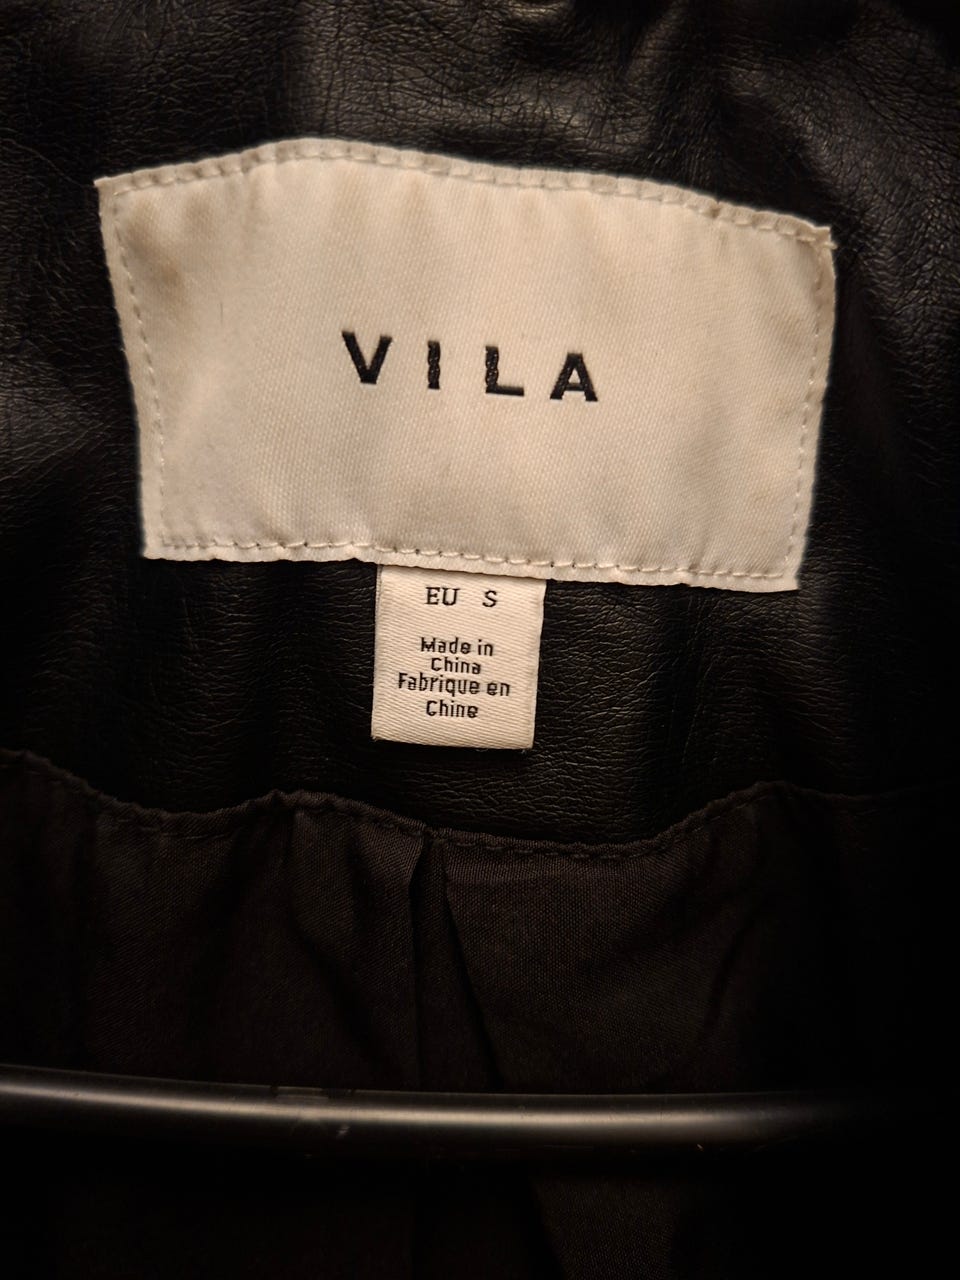 VILA
EU S
Made in
China
Fabrique en
Chine